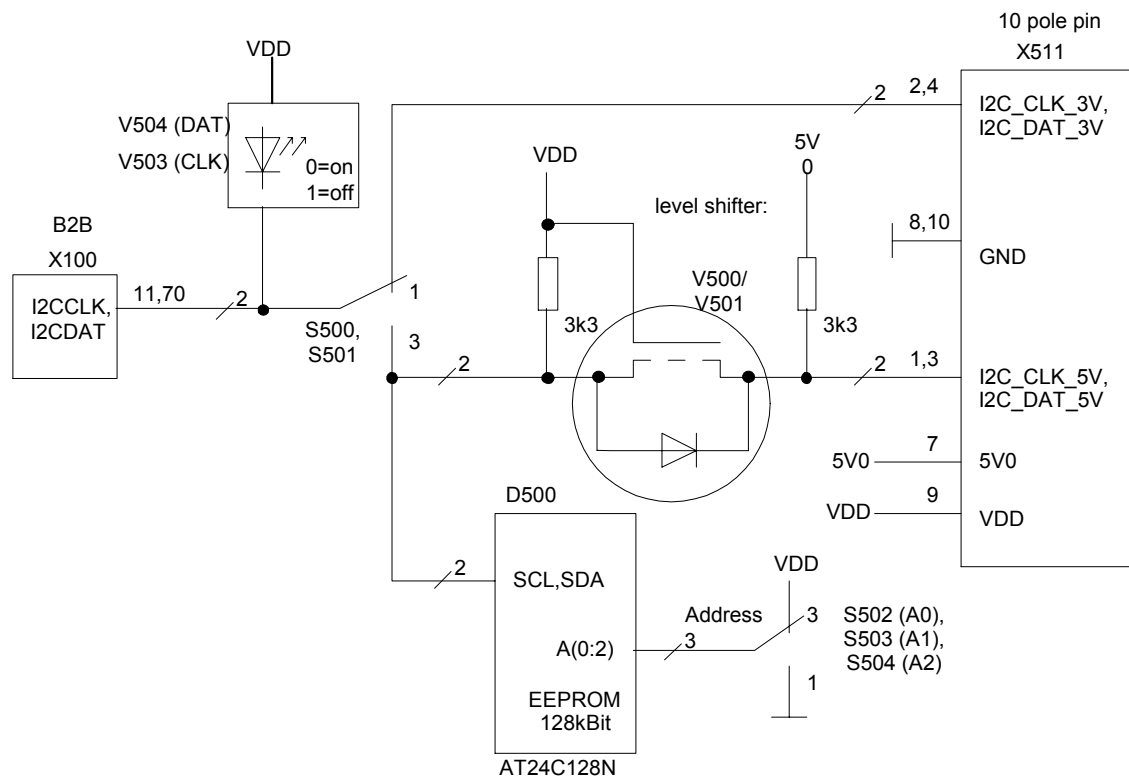 10 pole pin
X511
VDD
V504 (DAT)
V503 (CLK)
0=on
1=off
B2B
X100
I2CCLK,
I2CDAT
11,70
2
S500,
S501
1
3
2
2,4
I2C_CLK_3V,
I2C_DAT_3V
VDD
5V
0
level shifter:
8,10
GND
V500/
V501
3k3
3k3
2
2
1,3
I2C_CLK_5V,
I2C_DAT_5V
5V0
7
5V0
VDD
9
VDD
D500
2
SCL,SDA
A(0:2)
EEPROM
128kBit
AT24C128N
Address
3
VDD
3
1
S502 (A0),
S503 (A1),
S504 (A2)